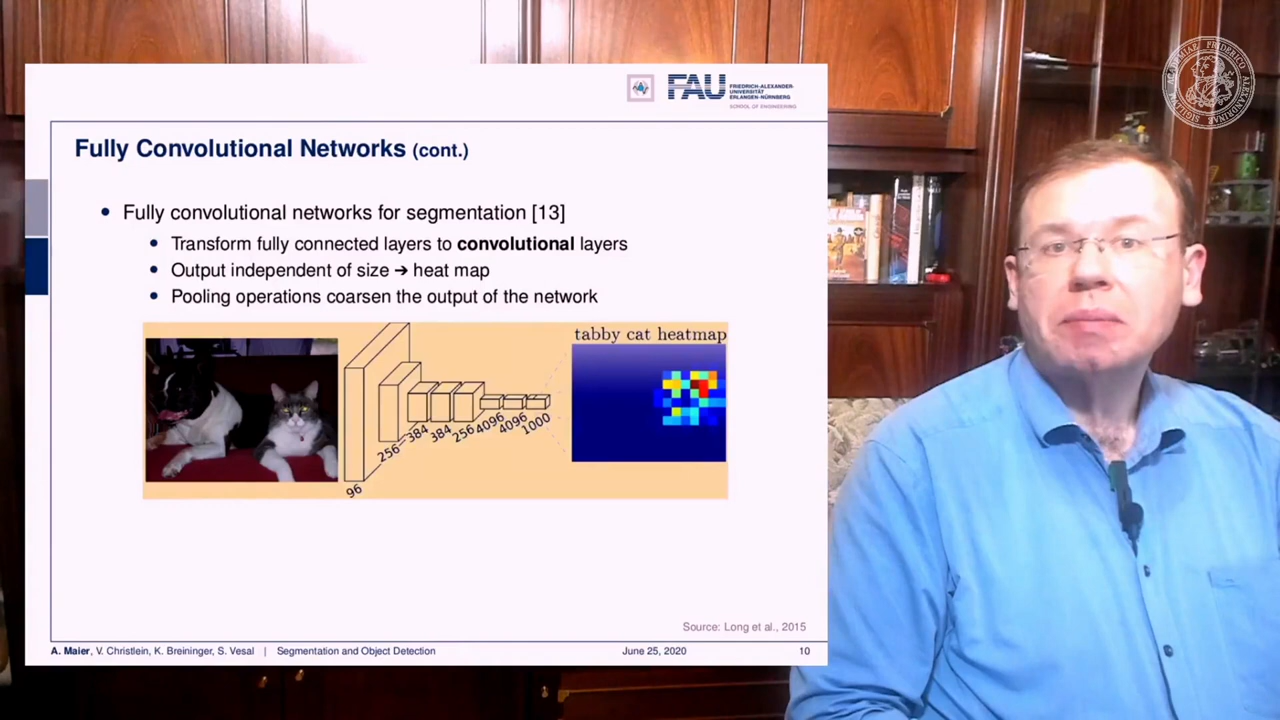 FAU FRIEDRICH-ALEXANDER-
UNIVERSITÄT
ERLANGEN-NÜRNBERG
SCHOOL OF ENGINEERING
Fully Convolutional Networks (cont.)
• Fully convolutional networks for segmentation [13]
• Transform fully connected layers to convolutional layers
• Output independent of size ➔ heat map
• Pooling operations coarsen the output of the network
tabby cat heatmap
96
256
384
384
256
4096
4096
1000
Source: Long et al., 2015
A. Maier, V. Christlein, K. Breininger, S. Vesal | Segmentation and Object Detection
June 25, 2020
10